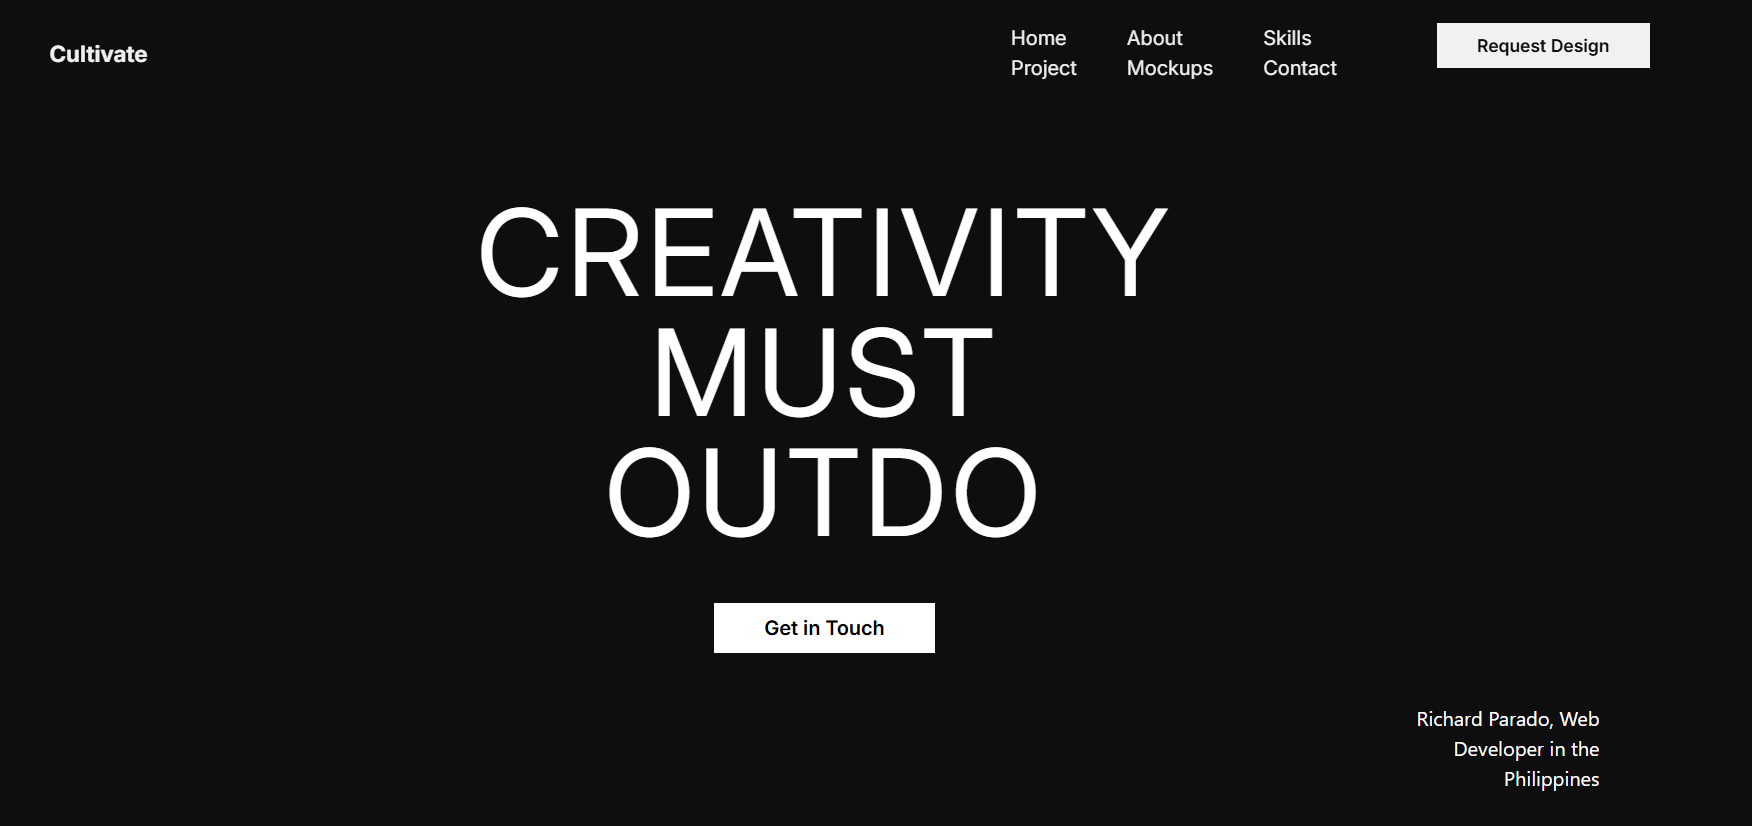 Cultivate
Home About Skills
Project Mockups Contact
Request Design
CREATIVITY
MUST
OUTDO
Get in Touch
Richard Parado, Web
Developer in the
Philippines